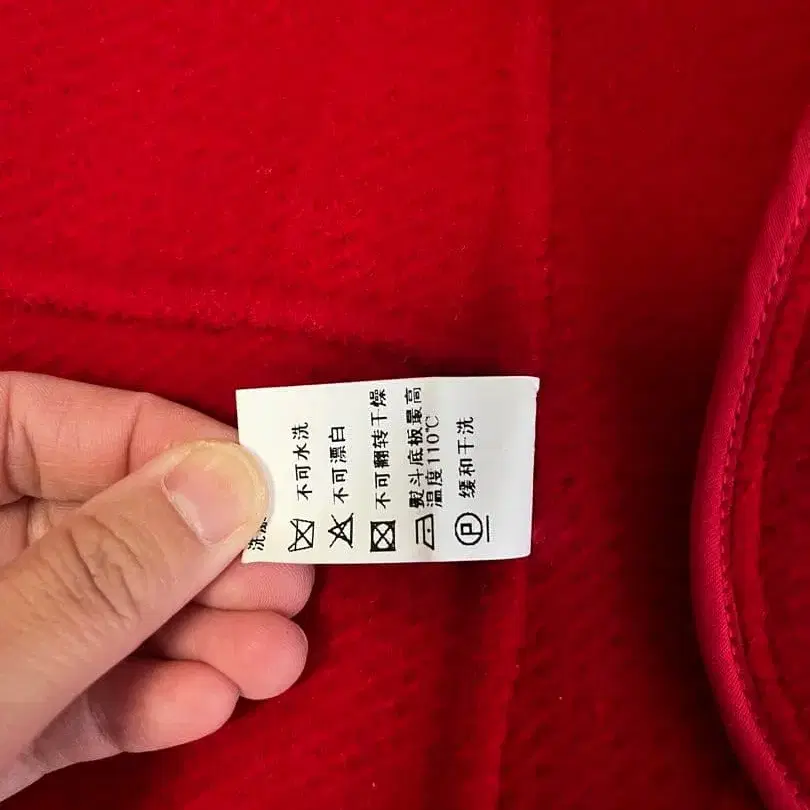 不可水洗
不可漂白
不可翻转干燥
熨斗底板最高
温度110℃
缓和干洗